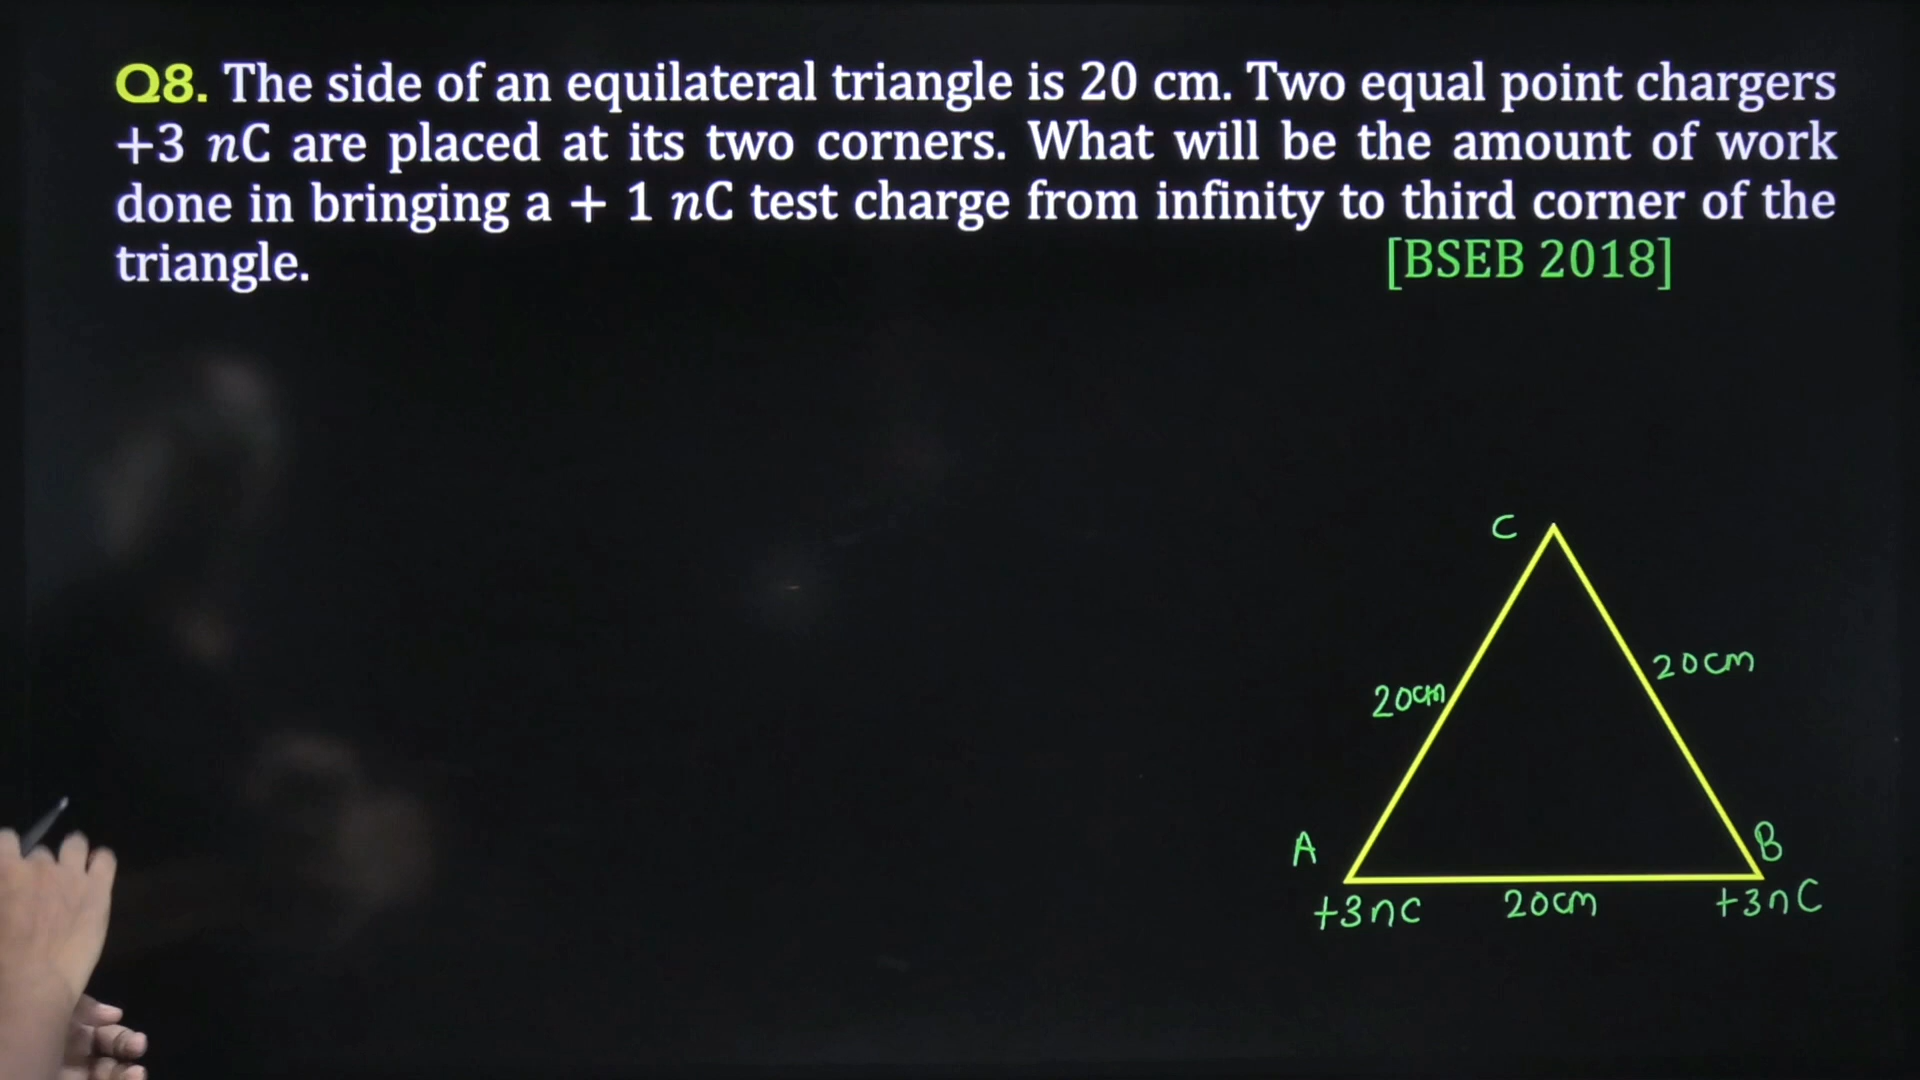 Q8. The side of an equilateral triangle is 20 cm. Two equal point chargers
+3 nC are placed at its two corners. What will be the amount of work
done in bringing a + 1 nC test charge from infinity to third corner of the
triangle. [BSEB 2018]
C
20cm
20cm
A
B
+3nC 20cm +3nC